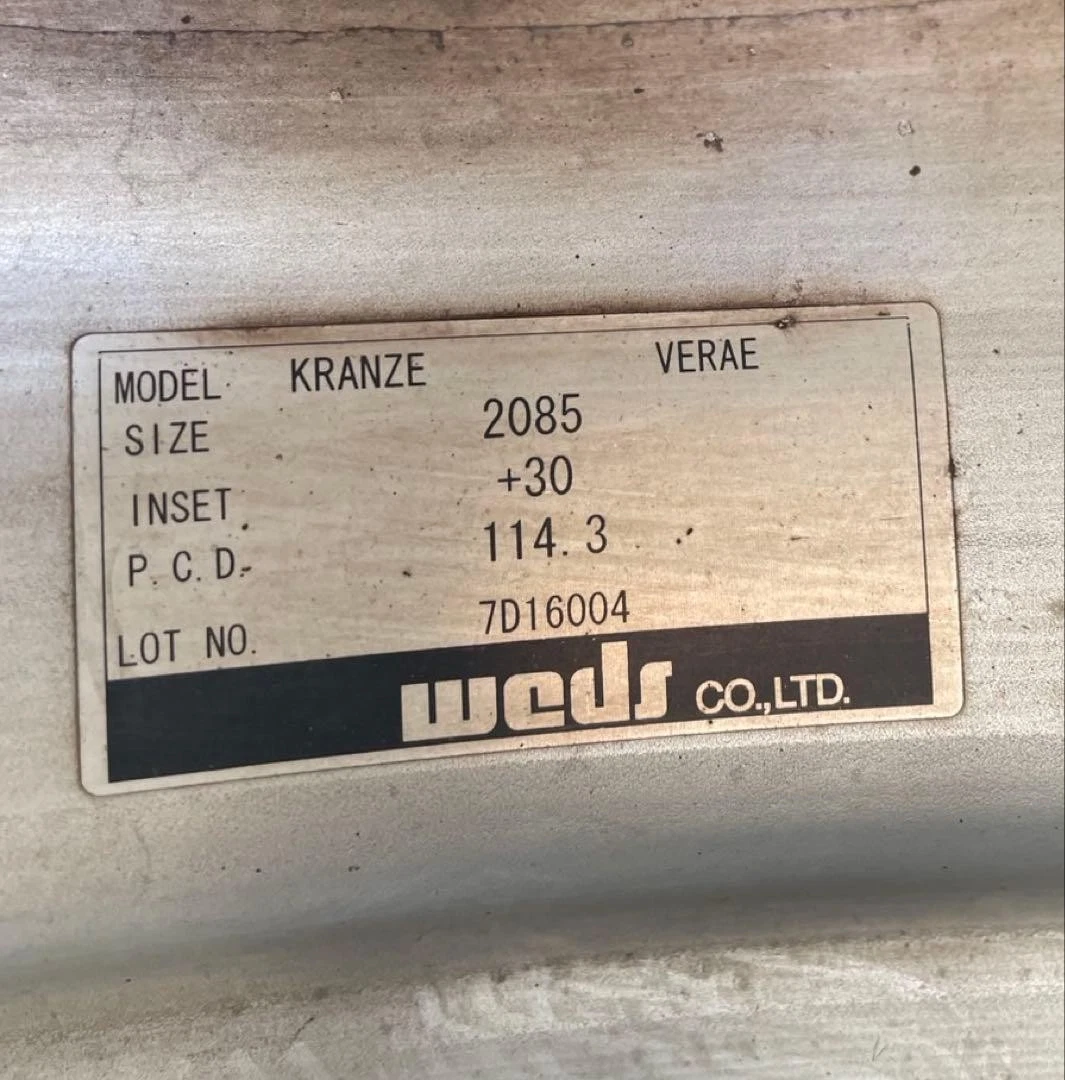 MODEL KRANZE VERAE
SIZE 2085
INSET +30
P.C.D. 114.3
LOT NO. 7D16004
weds CO.,LTD.